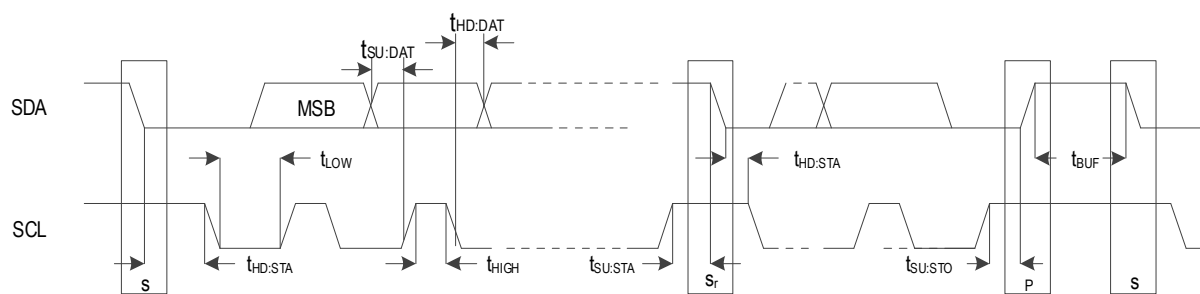 tHD:DAT
tSU:DAT
SDA
MSB
tLOW
tHD:STA
tBUF
SCL
tHD:STA
tHIGH
tSU:STA
tSU:STO
S
Sr
P
S